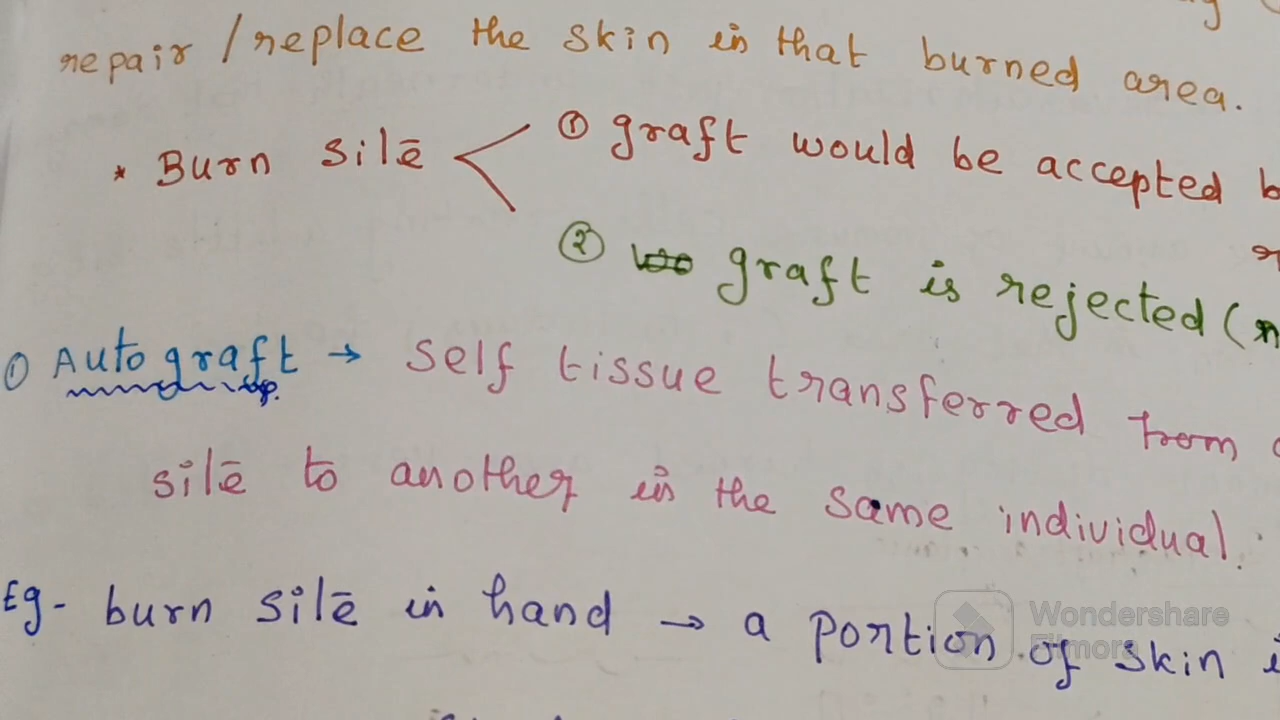 repair / replace the skin in that burned area.
* Burn site ① graft would be accepted b
② graft is rejected (n
① Autograft → self tissue transferred from
site to another in the same individual.
Eg - burn site in hand → a portion of skin i
Wondershare
Filmora